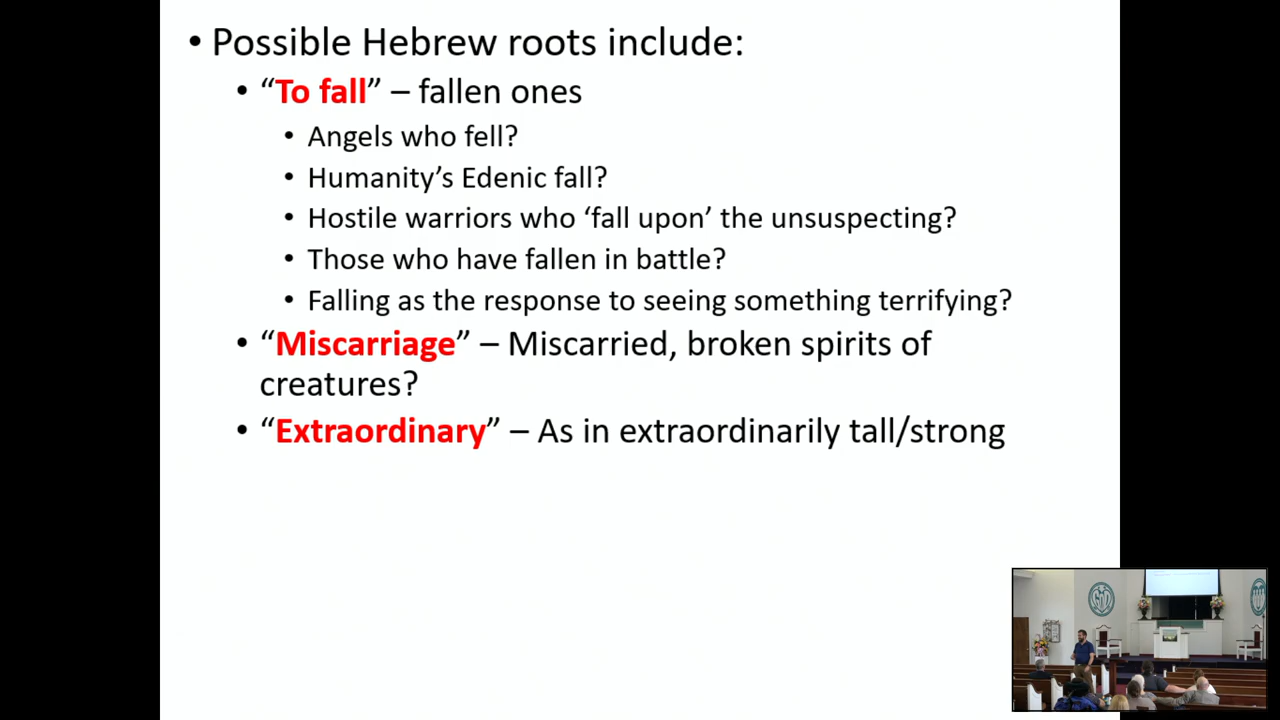 • Possible Hebrew roots include:
• “To fall” – fallen ones
• Angels who fell?
• Humanity’s Edenic fall?
• Hostile warriors who ‘fall upon’ the unsuspecting?
• Those who have fallen in battle?
• Falling as the response to seeing something terrifying?
• “Miscarriage” – Miscarried, broken spirits of
creatures?
• “Extraordinary” – As in extraordinarily tall/strong